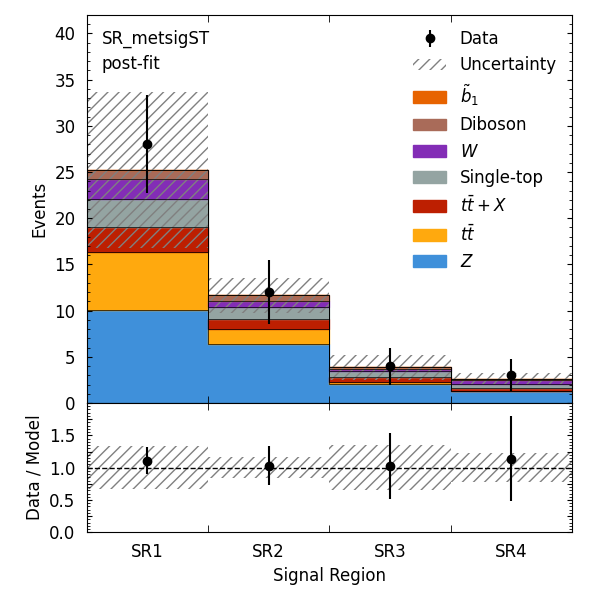 SR_metsigST
post-fit
Data
Uncertainty
b̃₁
Diboson
W
Single-top
tt̄ + X
tt̄
Z
Events
40
35
30
25
20
15
10
5
0
Data / Model
1.5
1.0
0.5
0.0
SR1 SR2 SR3 SR4
Signal Region